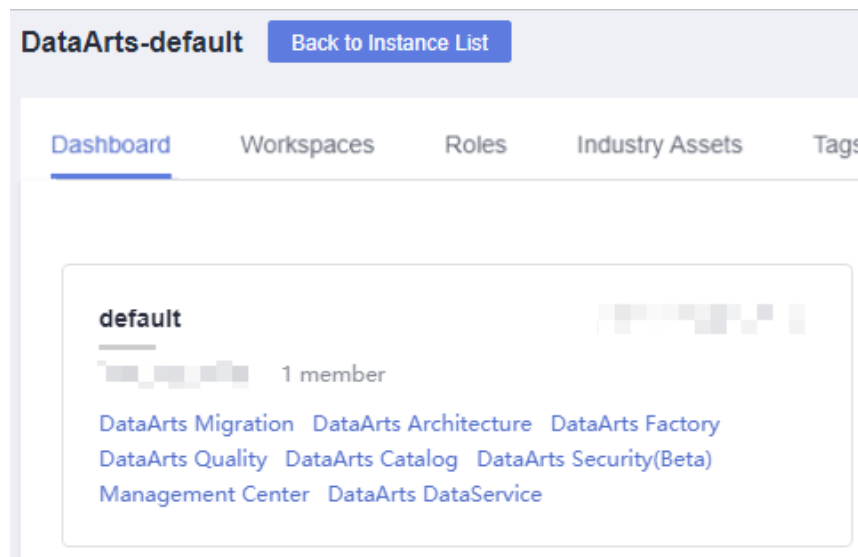 DataArts-default Back to Instance List
Dashboard Workspaces Roles Industry Assets Tags
default
1 member
DataArts Migration DataArts Architecture DataArts Factory
DataArts Quality DataArts Catalog DataArts Security(Beta)
Management Center DataArts DataService